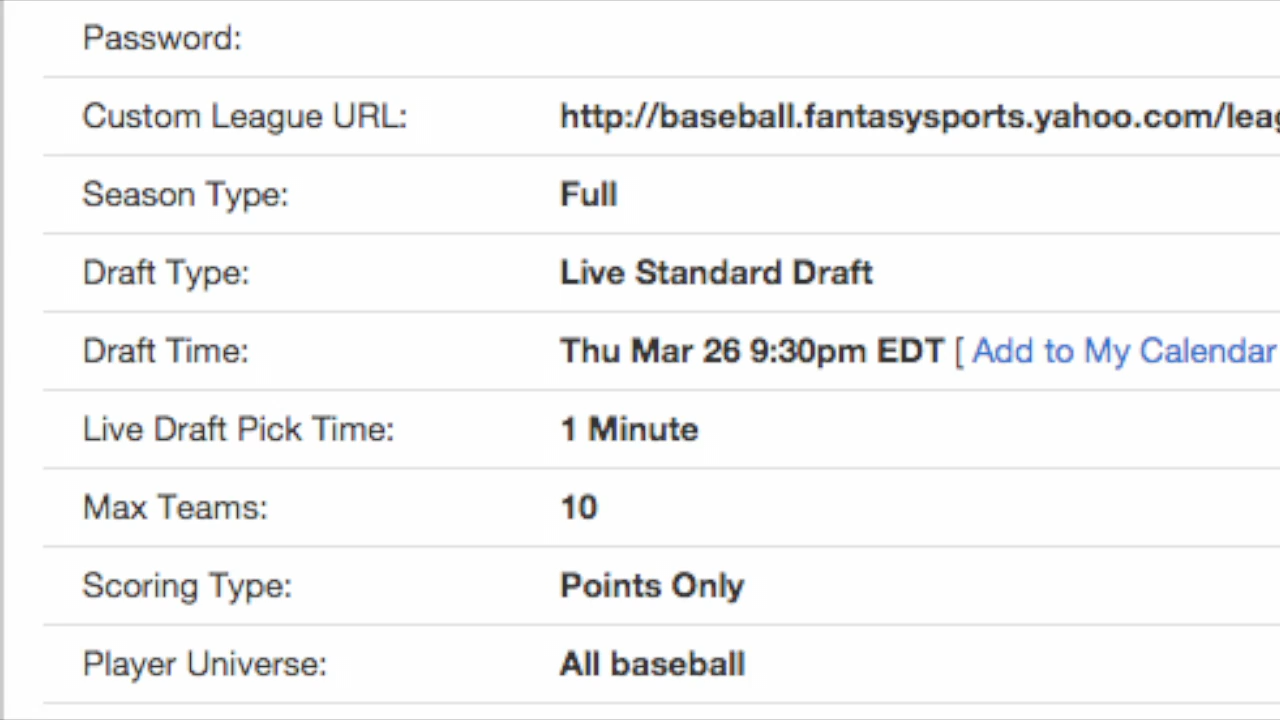 Password:
Custom League URL: http://baseball.fantasysports.yahoo.com/leag
Season Type: Full
Draft Type: Live Standard Draft
Draft Time: Thu Mar 26 9:30pm EDT [ Add to My Calendar
Live Draft Pick Time: 1 Minute
Max Teams: 10
Scoring Type: Points Only
Player Universe: All baseball